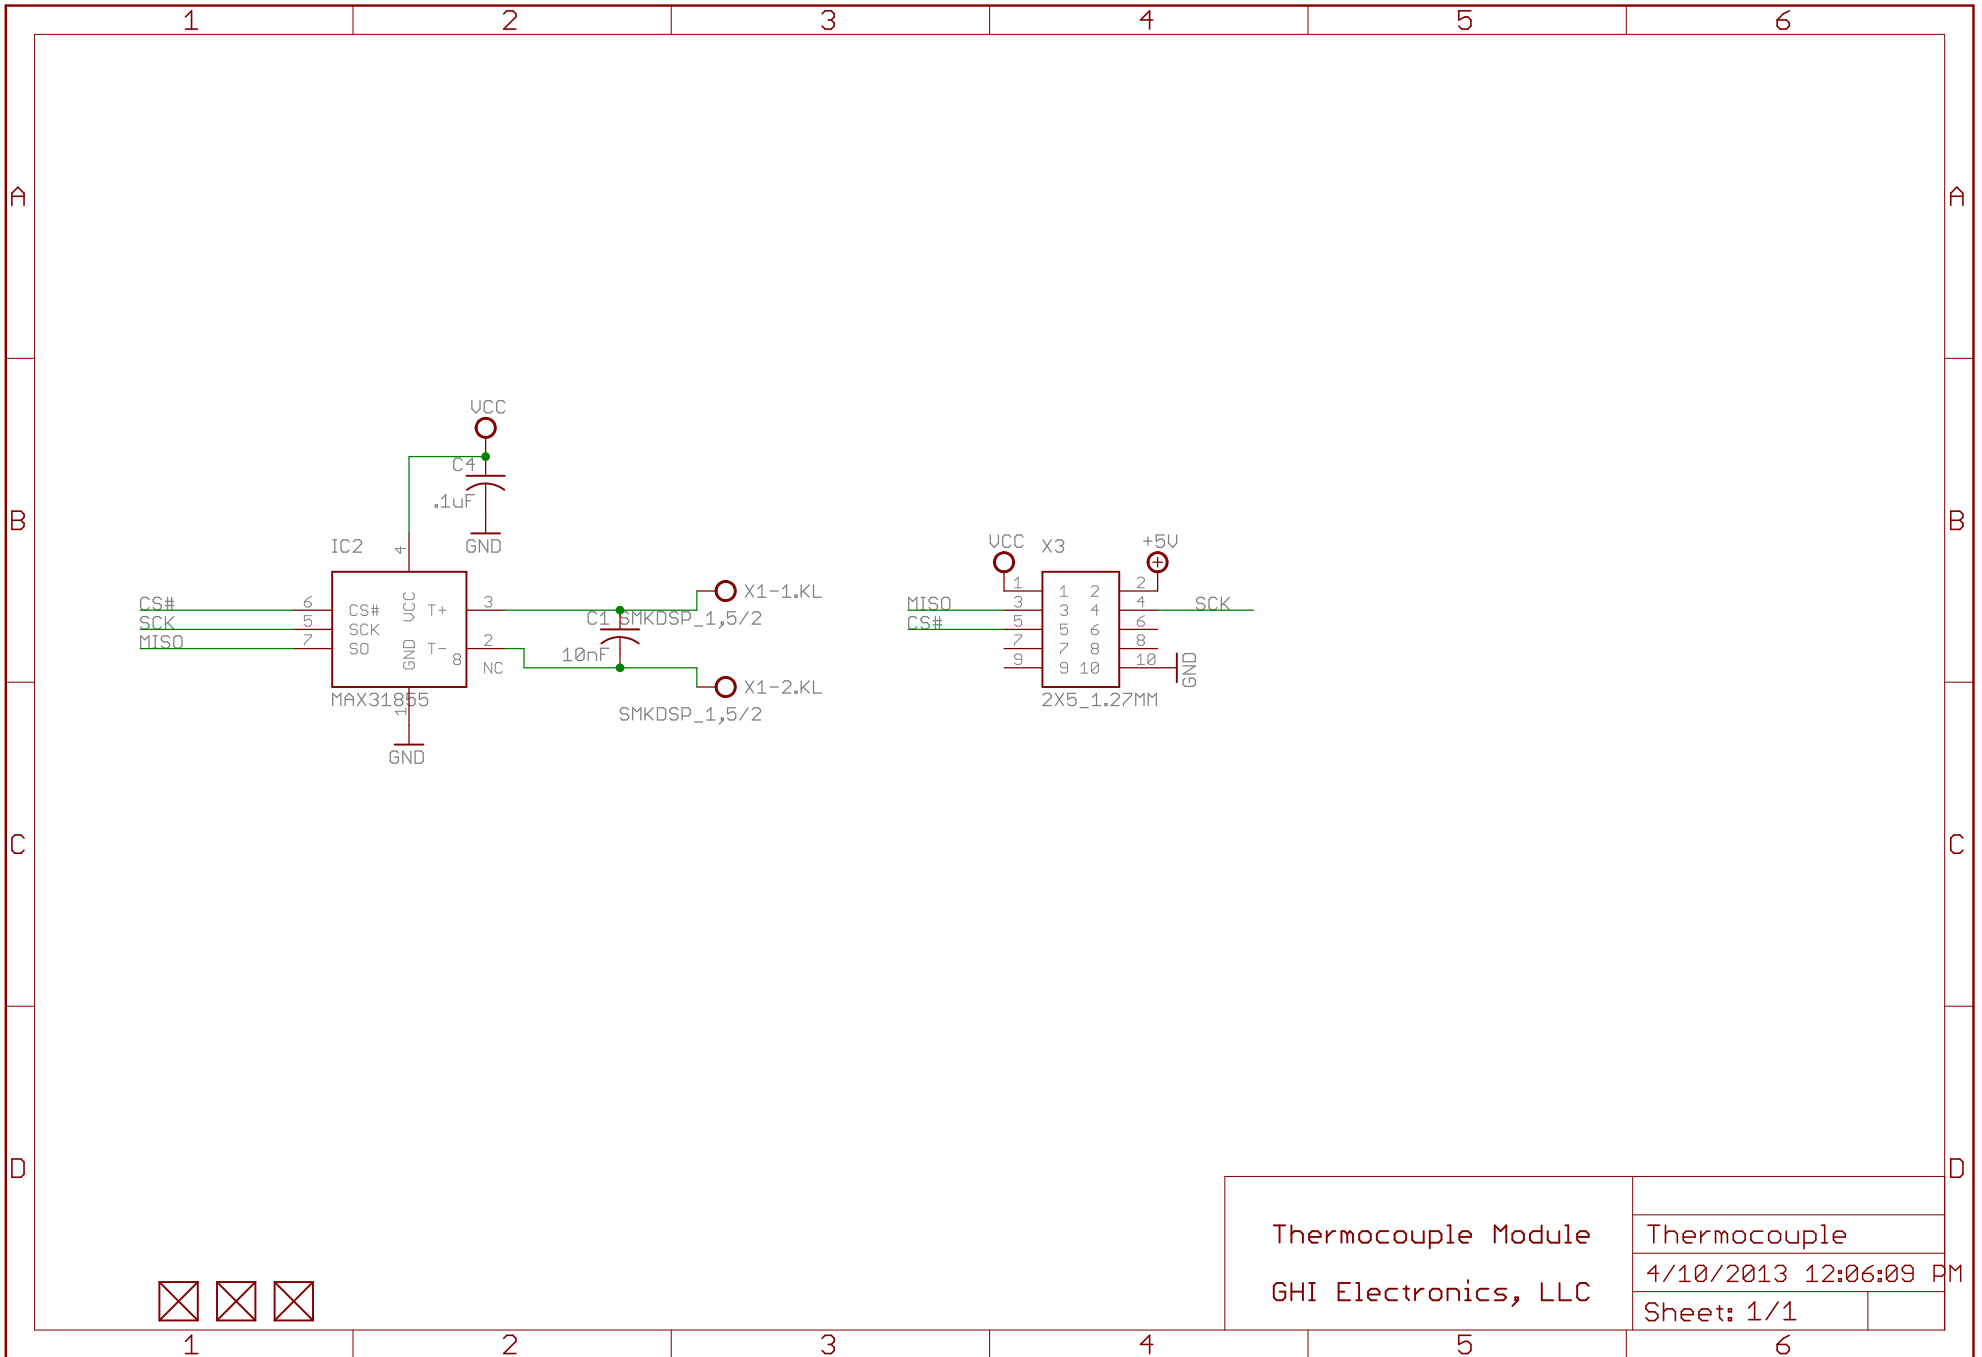 1 2 3 4 5 6
A A
VCC
C4
.1uF
GND
B B
IC2
4
VCC X3 +5V
CS# 6 CS# VCC T+ 3
SCK 5 SCK
MISO 7 SO GND T- 2
8 NC
MAX31855
1
GND
X1-1.KL
C1 SMKDSP_1,5/2
10nF
X1-2.KL
SMKDSP_1,5/2
1 1 2 2
MISO 3 3 4 4 SCK
CS# 5 5 6 6
7 7 8 8
9 9 10 10 GND
2X5_1.27MM
C C
D D
Thermocouple Module
GHI Electronics, LLC
Thermocouple
4/10/2013 12:06:09 PM
Sheet: 1/1
1 2 3 4 5 6